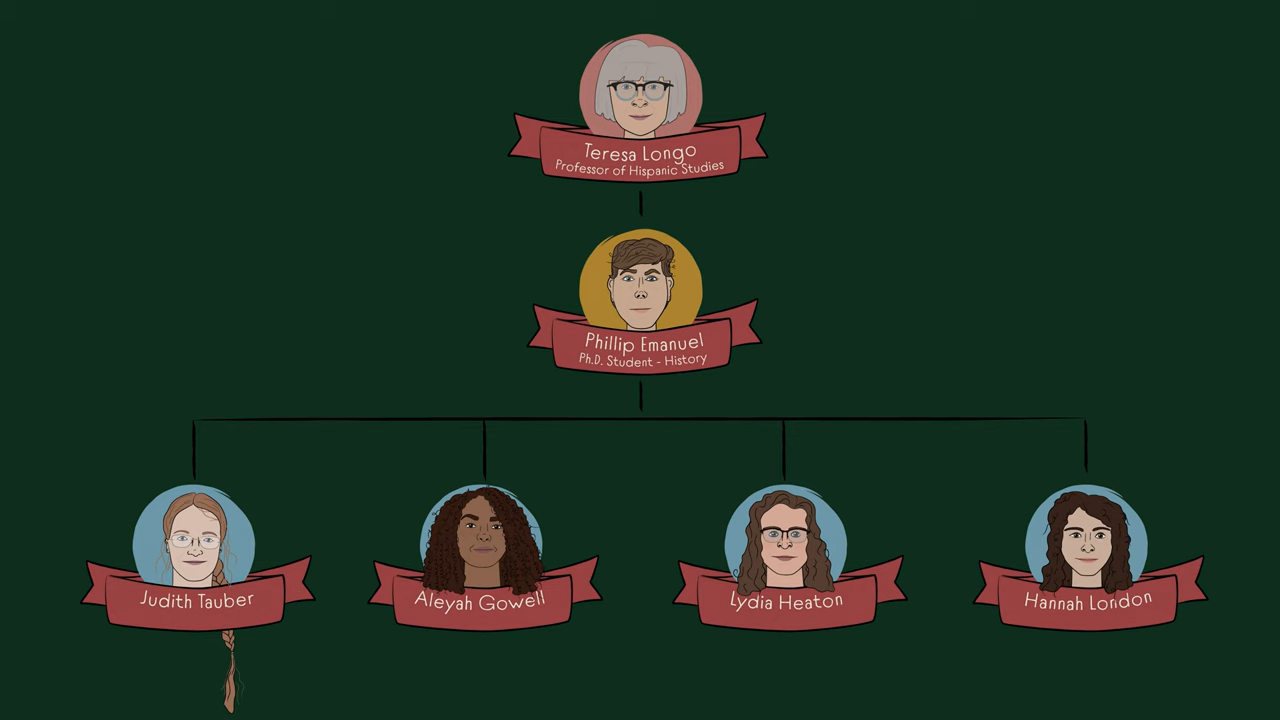 Teresa Longo
Professor of Hispanic Studies
Phillip Emanuel
Ph.D. Student - History
Judith Tauber
Aleyah Gowell
Lydia Heaton
Hannah London